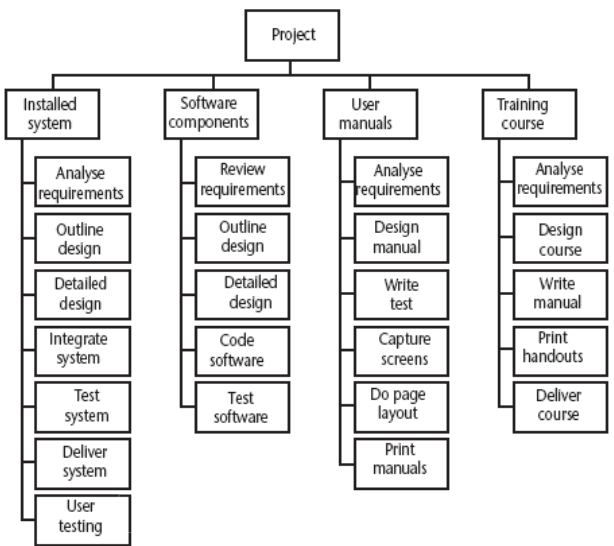 Project
Installed
system
Software
components
User
manuals
Training
course
Analyse
requirements
Outline
design
Detailed
design
Integrate
system
Test
system
Deliver
system
User
testing
Review
requirements
Outline
design
Detailed
design
Code
software
Test
software
Analyse
requirements
Design
manual
Write
test
Capture
screens
Do page
layout
Print
manuals
Analyse
requirements
Design
course
Write
manual
Print
handouts
Deliver
course